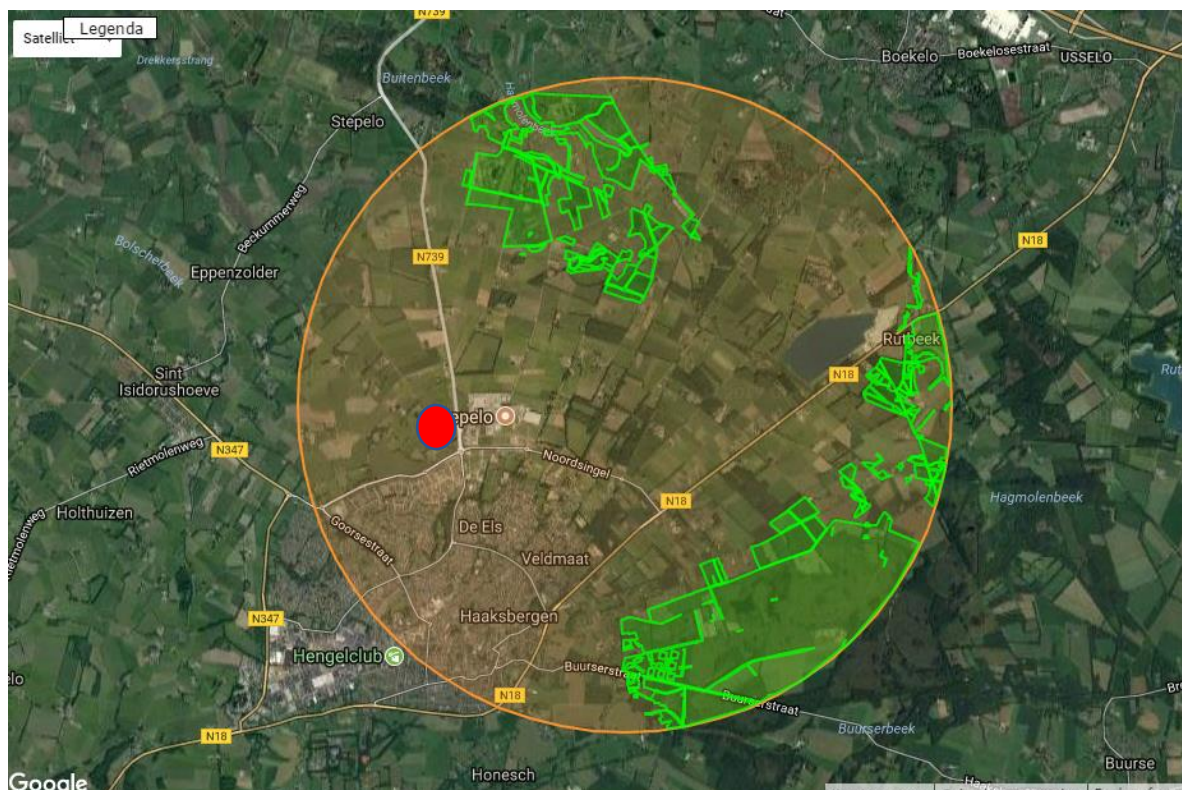 N739
Legenda
Satelliet
Drekkersstrang
Buitenbeek
Boekelo
Boekelosestraat
USSELO
Stepelo
Beckummerweg
Bolscherbeek
Eppenzolder
N739
N18
Rutbeek
Sint
Isidorushoeve
N18
epelo
Rietmolenweg
N347
Noordsingel
N18
Hagmolenbeek
Holthuizen
Rietmolenweg
Goorsestraat
De Els
Veldmaat
Haaksbergen
N347
Hengelclub
Buurserstraat
N18
Buurserstraat
Buurserbeek
N18
Honesch
Buurse
Google